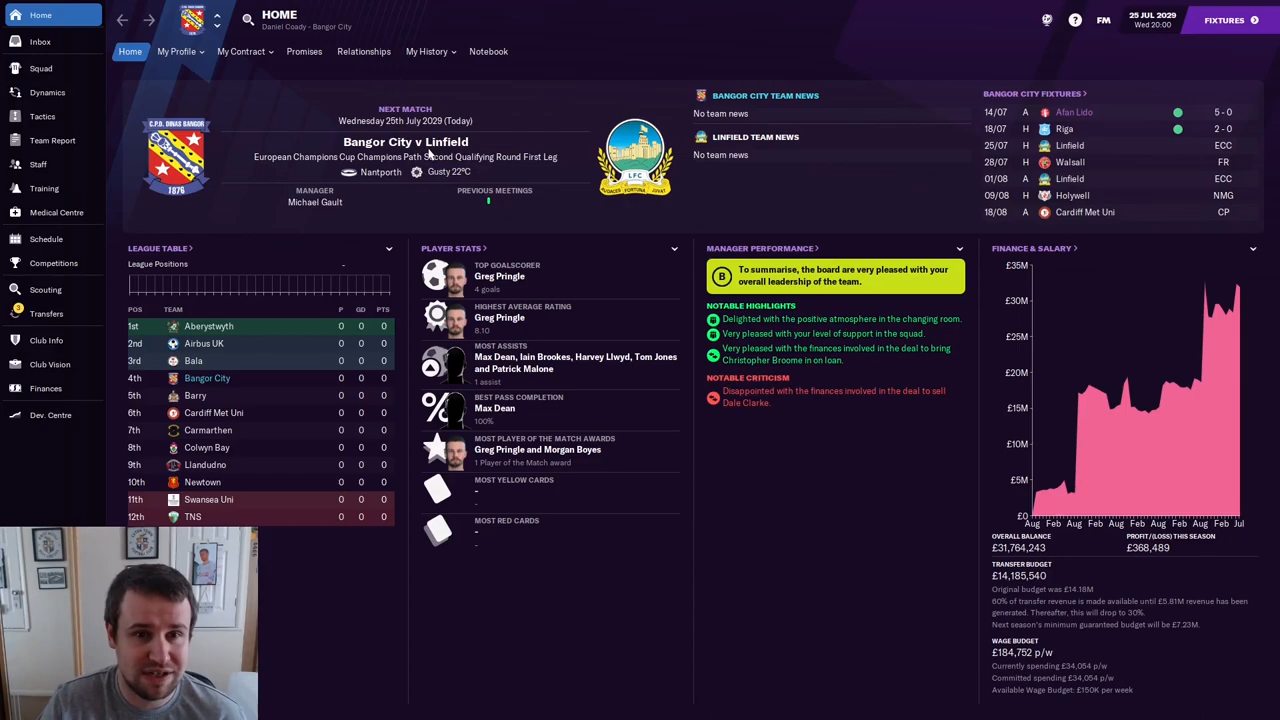 HOME
Daniel Coady - Bangor City
25 JUL 2029
Wed 20:00
FM
FIXTURES
Home
Inbox
Squad
Dynamics
Tactics
Team Report
Staff
Training
Medical Centre
Schedule
Competitions
Scouting
3
Transfers
Club Info
Club Vision
Finances
Dev. Centre
Home
My Profile
My Contract
Promises
Relationships
My History
Notebook
C.P.D. DINAS BANGOR
1876
NEXT MATCH
Wednesday 25th July 2029 (Today)
Bangor City v Linfield
European Champions Cup Champions Path Second Qualifying Round First Leg
Nantporth
Gusty 22ºC
MANAGER
Michael Gault
PREVIOUS MEETINGS
LFC
AUDACES FORTUNA JUVAT
BANGOR CITY TEAM NEWS
No team news
LINFIELD TEAM NEWS
No team news
BANGOR CITY FIXTURES
14/07 A Afan Lido 5 - 0
18/07 H Riga 2 - 0
25/07 H Linfield ECC
28/07 H Walsall FR
01/08 A Linfield ECC
09/08 H Holywell NMG
18/08 A Cardiff Met Uni CP
LEAGUE TABLE
League Positions -
POS TEAM P GD PTS
1st Aberystwyth 0 0 0
2nd Airbus UK 0 0 0
3rd Bala 0 0 0
4th Bangor City 0 0 0
5th Barry 0 0 0
6th Cardiff Met Uni 0 0 0
7th Carmarthen 0 0 0
8th Colwyn Bay 0 0 0
9th Llandudno 0 0 0
10th Newtown 0 0 0
11th Swansea Uni 0 0 0
12th TNS 0 0 0
PLAYER STATS
TOP GOALSCORER
Greg Pringle
4 goals
HIGHEST AVERAGE RATING
Greg Pringle
8.10
MOST ASSISTS
Max Dean, Iain Brookes, Harvey Llwyd, Tom Jones
and Patrick Malone
1 assist
BEST PASS COMPLETION
Max Dean
100%
MOST PLAYER OF THE MATCH AWARDS
Greg Pringle and Morgan Boyes
1 Player of the Match award
MOST YELLOW CARDS
-
-
MOST RED CARDS
-
-
MANAGER PERFORMANCE
B
To summarise, the board are very pleased with your
overall leadership of the team.
NOTABLE HIGHLIGHTS
Delighted with the positive atmosphere in the changing room.
Very pleased with your level of support in the squad.
Very pleased with the finances involved in the deal to bring
Christopher Broome in on loan.
NOTABLE CRITICISM
Disappointed with the finances involved in the deal to sell
Dale Clarke.
FINANCE & SALARY
£35M
£30M
£25M
£20M
£15M
£10M
£5M
£0
Aug Feb Aug Feb Aug Feb Aug Feb Aug Feb Jul
OVERALL BALANCE
£31,764,243
PROFIT/(LOSS) THIS SEASON
£368,489
TRANSFER BUDGET
£14,185,540
Original budget was £14.18M
60% of transfer revenue is made available until £5.81M revenue has been
generated. Thereafter, this will drop to 30%.
Next season's minimum guaranteed budget will be £7.23M.
WAGE BUDGET
£184,752 p/w
Currently spending £34,054 p/w
Committed spending £34,054 p/w
Available Wage Budget: £150K per week